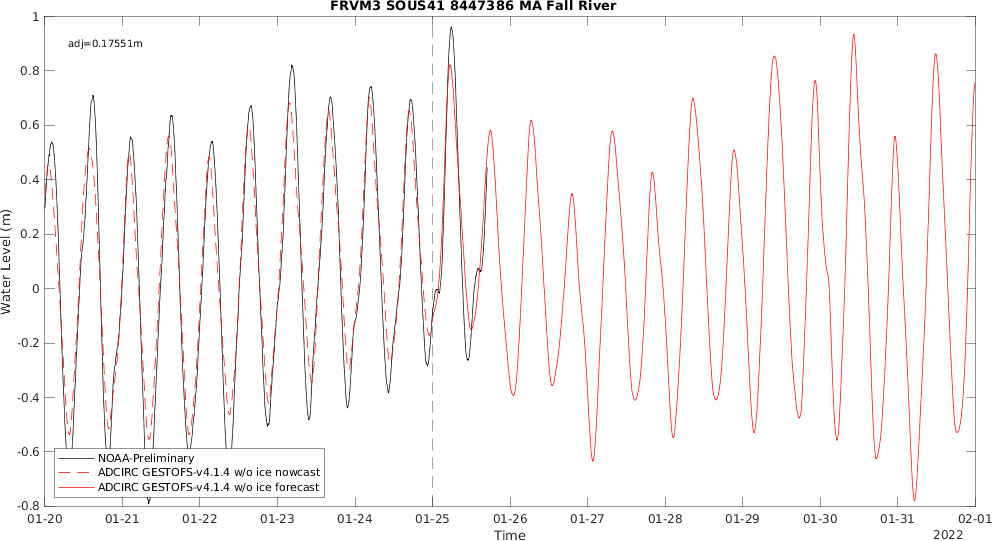 FRVM3 SOUS41 8447386 MA Fall River
adj=0.17551m
1
0.8
0.6
0.4
0.2
0
-0.2
-0.4
-0.6
-0.8
Water Level (m)
NOAA-Preliminary
ADCIRC GESTOFS-v4.1.4 w/o ice nowcast
ADCIRC GESTOFS-v4.1.4 w/o ice forecast
01-20 01-21 01-22 01-23 01-24 01-25 01-26 01-27 01-28 01-29 01-30 01-31 02-01
Time
2022